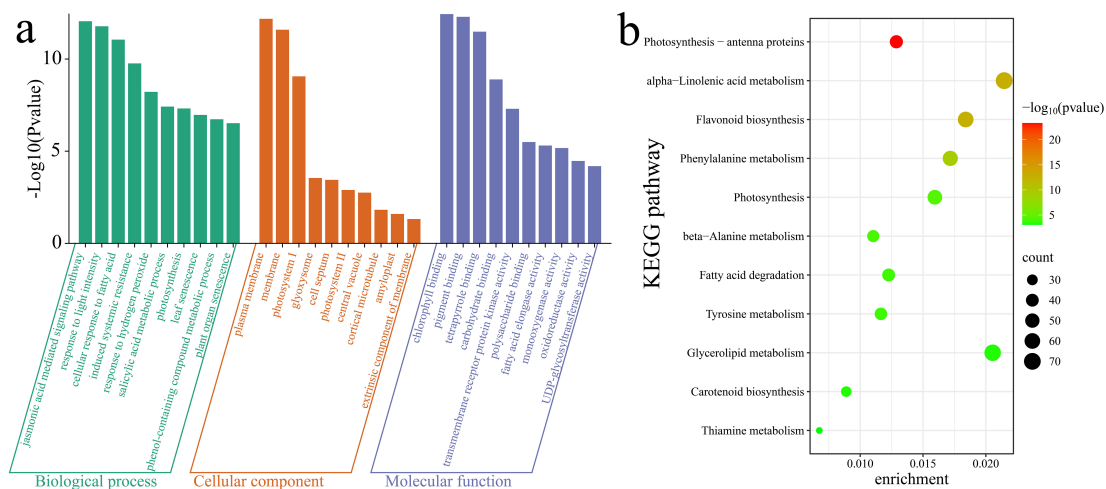 a
-Log10(Pvalue)
10
5
0
jasmonic acid mediated signaling pathway
response to light intensity
cellular response to fatty acid
induced systemic resistance
response to hydrogen peroxide
salicylic acid metabolic process
photosynthesis
leaf senescence
phenol-containing compound metabolic process
plant organ senescence
plasma membrane
membrane
photosystem I
glyoxysome
cell septum
photosystem II
central vacuole
cortical microtubule
amyloplast
extrinsic component of membrane
chlorophyll binding
pigment binding
tetrapyrrole binding
carbohydrate binding
transmembrane receptor protein kinase activity
polysaccharide binding
fatty acid elongase activity
monooxygenase activity
oxidoreductase activity
UDP-glycosyltransferase activity
Biological process
Cellular component
Molecular function
b
KEGG pathway
Photosynthesis − antenna proteins
alpha−Linolenic acid metabolism
Flavonoid biosynthesis
Phenylalanine metabolism
Photosynthesis
beta−Alanine metabolism
Fatty acid degradation
Tyrosine metabolism
Glycerolipid metabolism
Carotenoid biosynthesis
Thiamine metabolism
0.010
0.015
0.020
enrichment
−log10(pvalue)
20
15
10
5
count
30
40
50
60
70